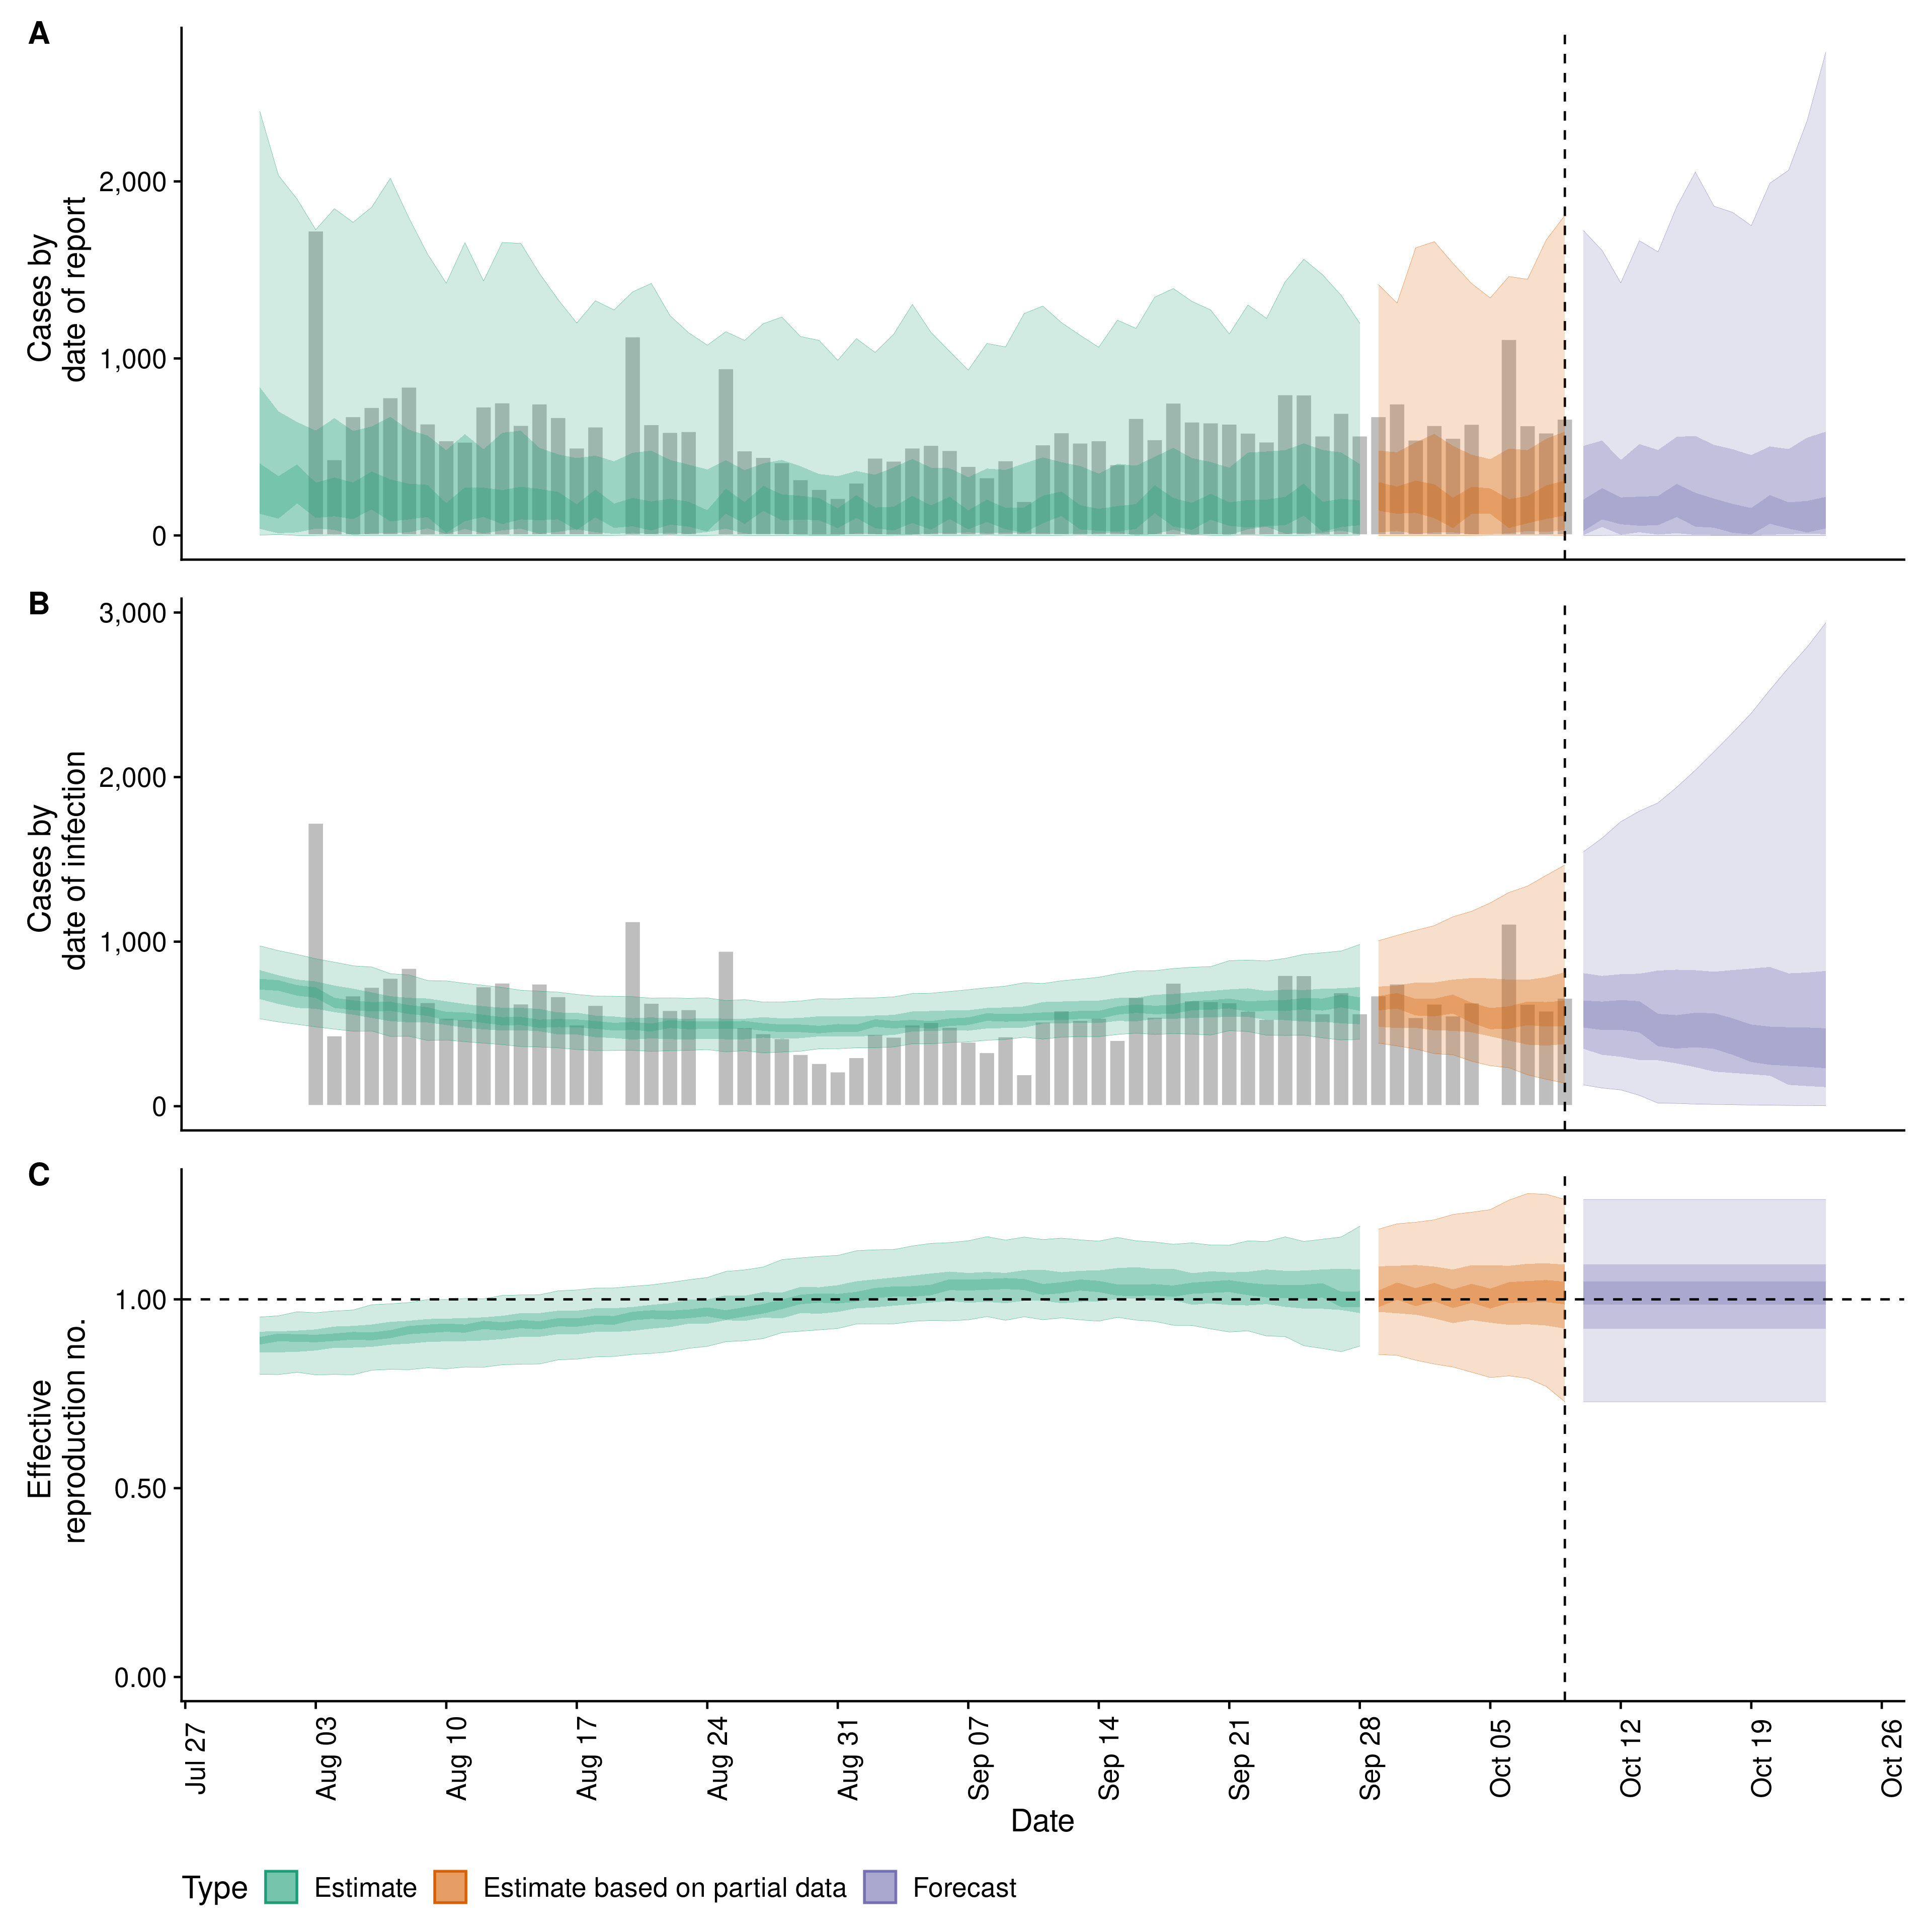 A
Cases by
date of report
2,000
1,000
0
B
Cases by
date of infection
3,000
2,000
1,000
0
C
Effective
reproduction no.
1.00
0.50
0.00
Jul 27
Aug 03
Aug 10
Aug 17
Aug 24
Aug 31
Sep 07
Sep 14
Sep 21
Sep 28
Oct 05
Oct 12
Oct 19
Oct 26
Date
Type Estimate Estimate based on partial data Forecast